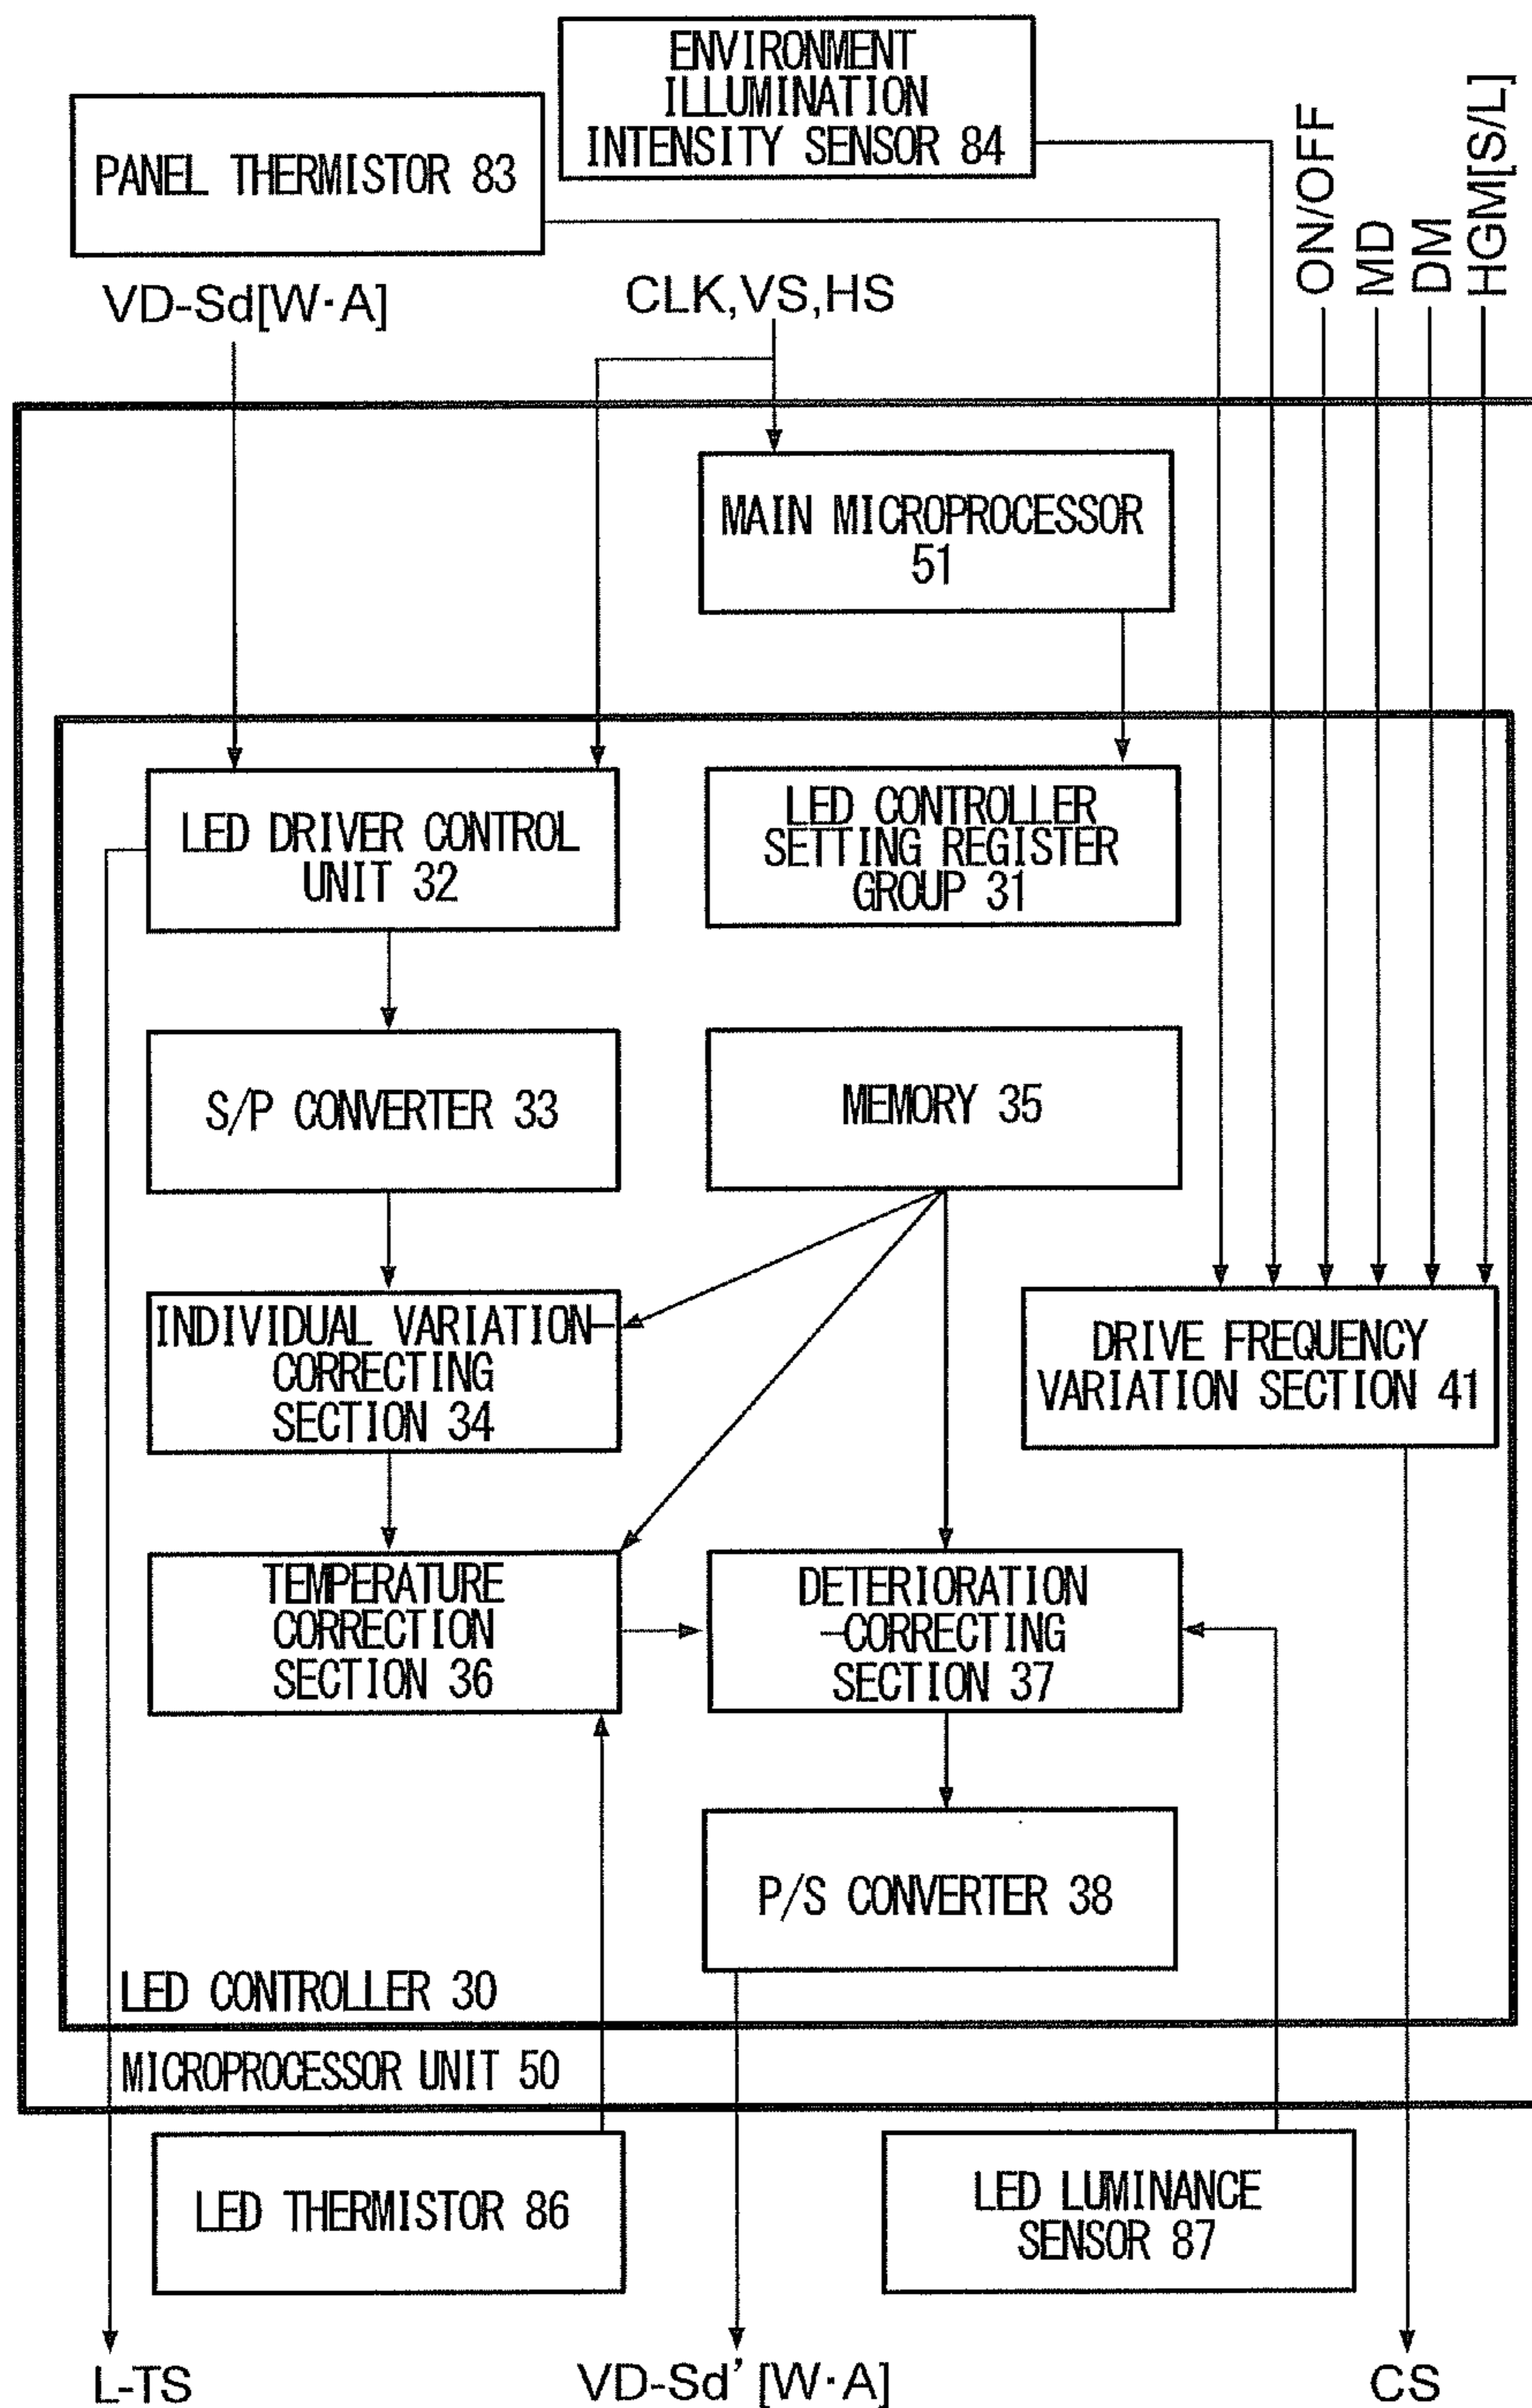 ENVIRONMENT
ILLUMINATION
INTENSITY SENSOR 84
PANEL THERMISTOR 83
ON/OFF
MD
DM
HGM[S/L]
VD-Sd[W·A]
CLK,VS,HS
MAIN MICROPROCESSOR
51
LED DRIVER CONTROL
UNIT 32
LED CONTROLLER
SETTING REGISTER
GROUP 31
S/P CONVERTER 33
MEMORY 35
INDIVIDUAL VARIATION-
CORRECTING
SECTION 34
DRIVE FREQUENCY
VARIATION SECTION 41
TEMPERATURE
CORRECTION
SECTION 36
DETERIORATION
-CORRECTING
SECTION 37
P/S CONVERTER 38
LED CONTROLLER 30
MICROPROCESSOR UNIT 50
LED THERMISTOR 86
LED LUMINANCE
SENSOR 87
L-TS
VD-Sd' [W·A]
CS